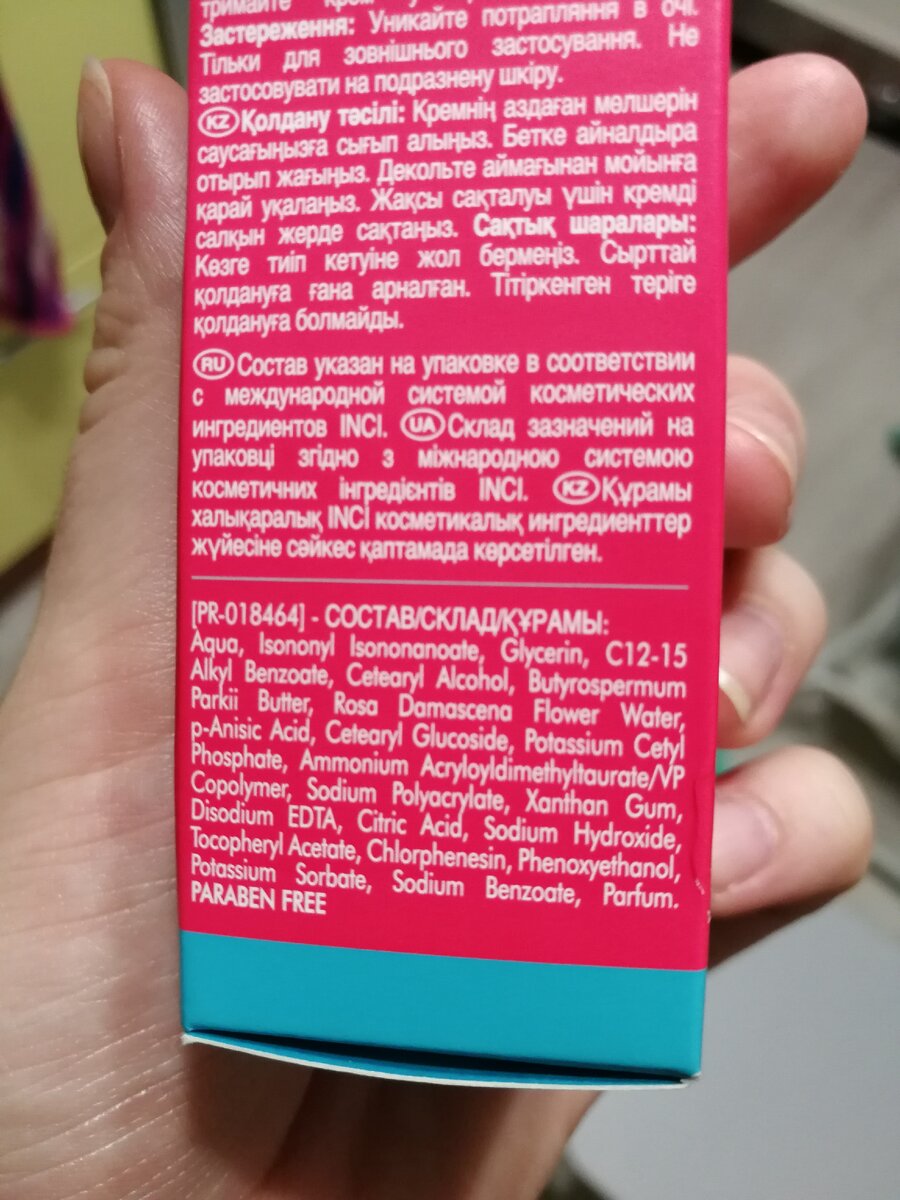 тримайте крем
Застереження: Уникайте потрапляння в очі.
Тільки для зовнішнього застосування. Не
застосовувати на подразнену шкіру.
KZ Қолдану тәсілі: Кремнің аздаған мөлшерін
саусағыңызға сығып алыңыз. Бетке айналдыра
отырып жағыңыз. Декольте аймағынан мойынға
қарай уқалаңыз. Жақсы сақталуы үшін кремді
салқын жерде сақтаңыз. Сақтық шаралары:
Көзге тиіп кетуіне жол бермеңіз. Сырттай
қолдануға ғана арналған. Тітіркенген теріге
қолдануға болмайды.
RU Состав указан на упаковке в соответствии
с международной системой косметических
ингредиентов INCI. UA Склад зазначений на
упаковці згідно з міжнародною системою
косметичних інгредієнтів INCI. KZ Құрамы
халықаралық INCI косметикалық ингредиенттер
жүйесіне сәйкес қаптамада көрсетілген.
[PR-018464] - СОСТАВ/СКЛАД/ҚҰРАМЫ:
Aqua, Isononyl Isononanoate, Glycerin, C12-15
Alkyl Benzoate, Cetearyl Alcohol, Butyrospermum
Parkii Butter, Rosa Damascena Flower Water,
p-Anisic Acid, Cetearyl Glucoside, Potassium Cetyl
Phosphate, Ammonium Acryloyldimethyltaurate/VP
Copolymer, Sodium Polyacrylate, Xanthan Gum,
Disodium EDTA, Citric Acid, Sodium Hydroxide,
Tocopheryl Acetate, Chlorphenesin, Phenoxyethanol,
Potassium Sorbate, Sodium Benzoate, Parfum.
PARABEN FREE